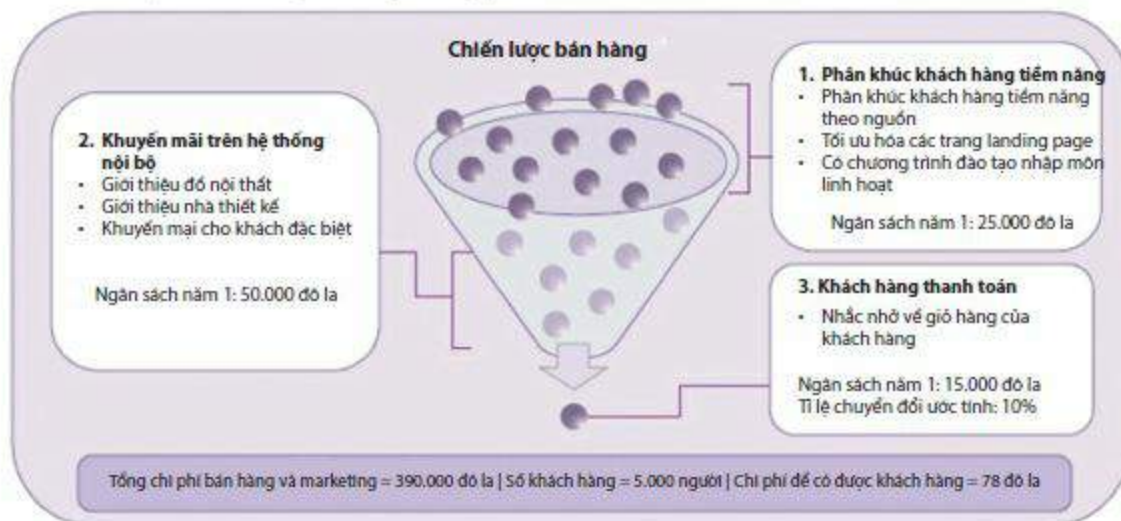 Chiến lược bán hàng
1. Phân khúc khách hàng tiềm năng
• Phân khúc khách hàng tiềm năng
theo nguồn
• Tối ưu hóa các trang landing page
• Có chương trình đào tạo nhập môn
linh hoạt
Ngân sách năm 1: 25.000 đô la
2. Khuyến mãi trên hệ thống
nội bộ
• Giới thiệu đồ nội thất
• Giới thiệu nhà thiết kế
• Khuyến mại cho khách đặc biệt
Ngân sách năm 1: 50.000 đô la
3. Khách hàng thanh toán
• Nhắc nhở về giỏ hàng của
khách hàng
Ngân sách năm 1: 15.000 đô la
Tỉ lệ chuyển đổi ước tính: 10%
Tổng chi phí bán hàng và marketing = 390.000 đô la | Số khách hàng = 5.000 người | Chi phí để có được khách hàng = 78 đô la